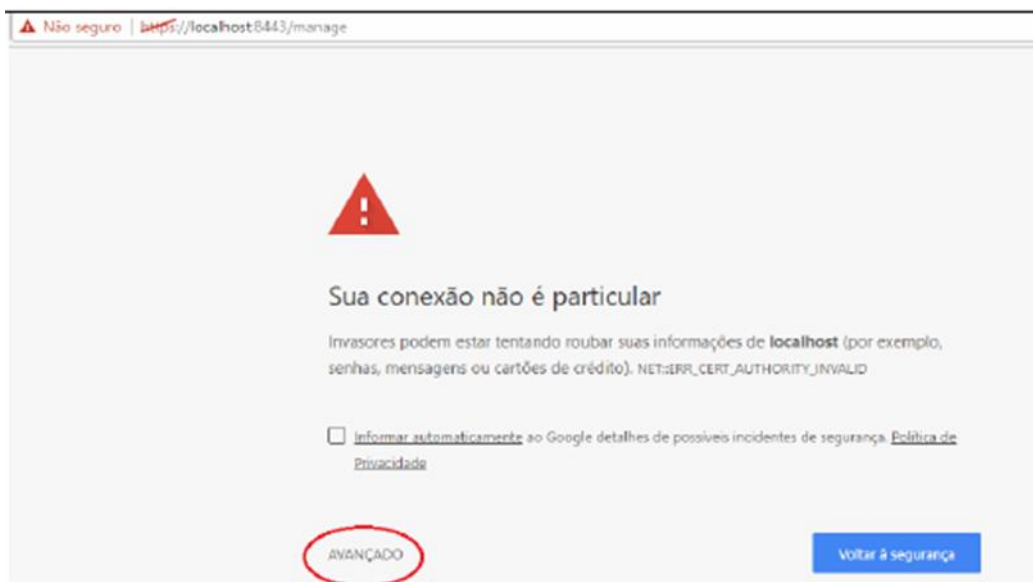 Não seguro | https://localhost:8443/manage
Sua conexão não é particular
Invasores podem estar tentando roubar suas informações de localhost (por exemplo,
senhas, mensagens ou cartões de crédito). NET::ERR_CERT_AUTHORITY_INVALID
Informar automaticamente ao Google detalhes de possíveis incidentes de segurança. Política de
Privacidade
AVANÇADO
Voltar à segurança